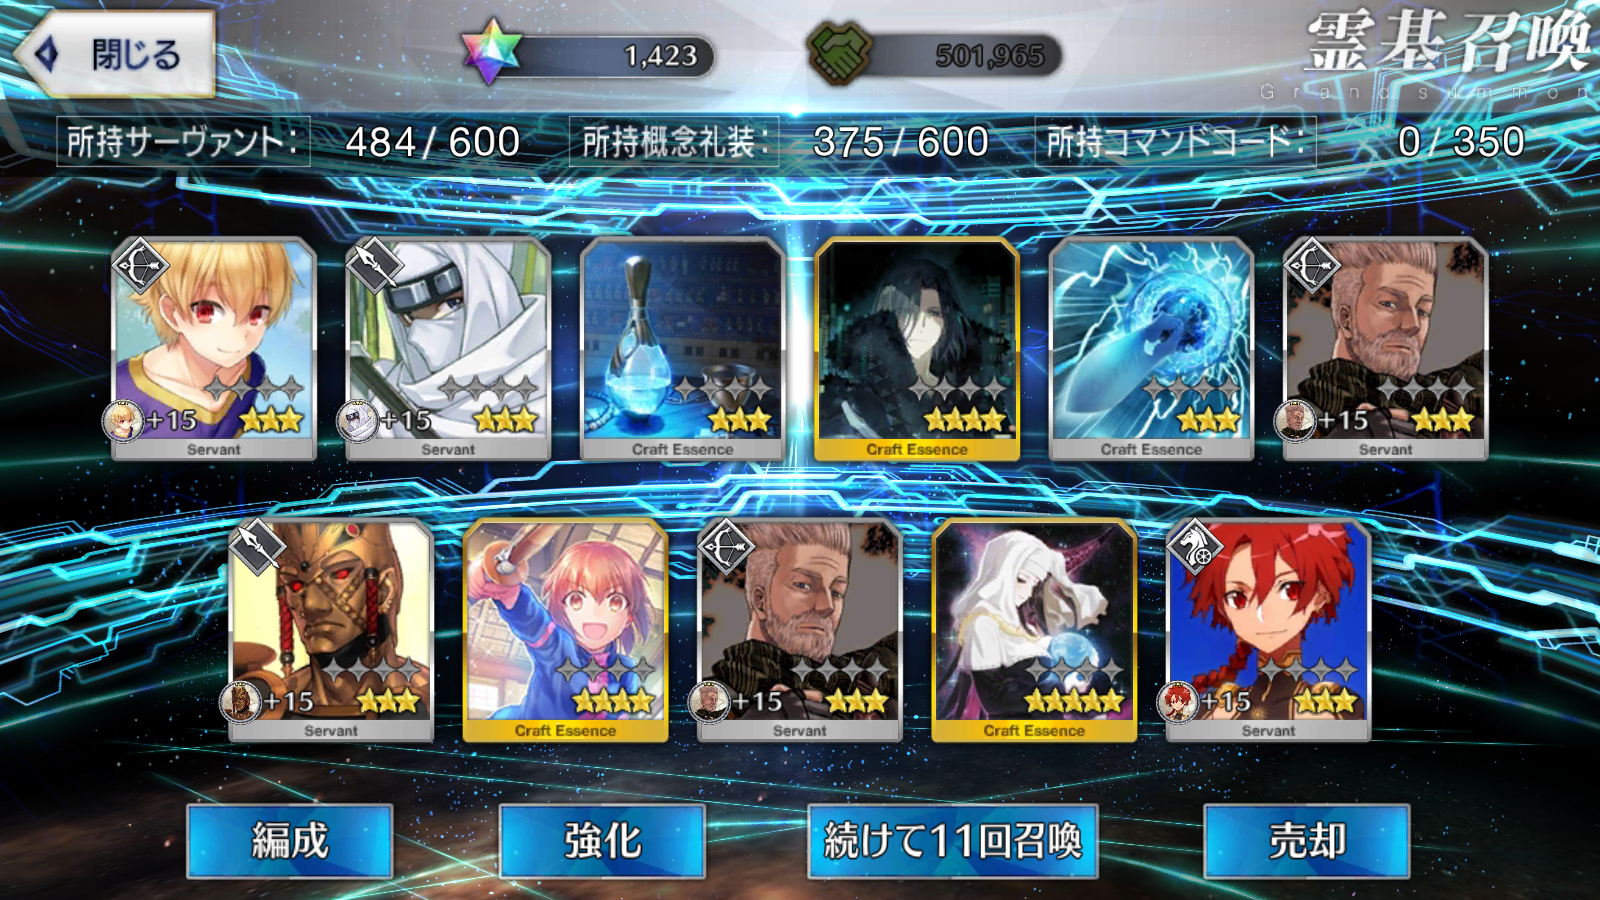 閉じる
1,423
501,965
霊基召喚
Grand summon
所持サーヴァント:
484 / 600
所持概念礼装:
375 / 600
所持コマンドコード:
0 / 350
+15
Servant
+15
Servant
Craft Essence
Craft Essence
Craft Essence
+15
Servant
+15
Servant
Craft Essence
+15
Servant
Craft Essence
+15
Servant
編成
強化
続けて11回召喚
売却